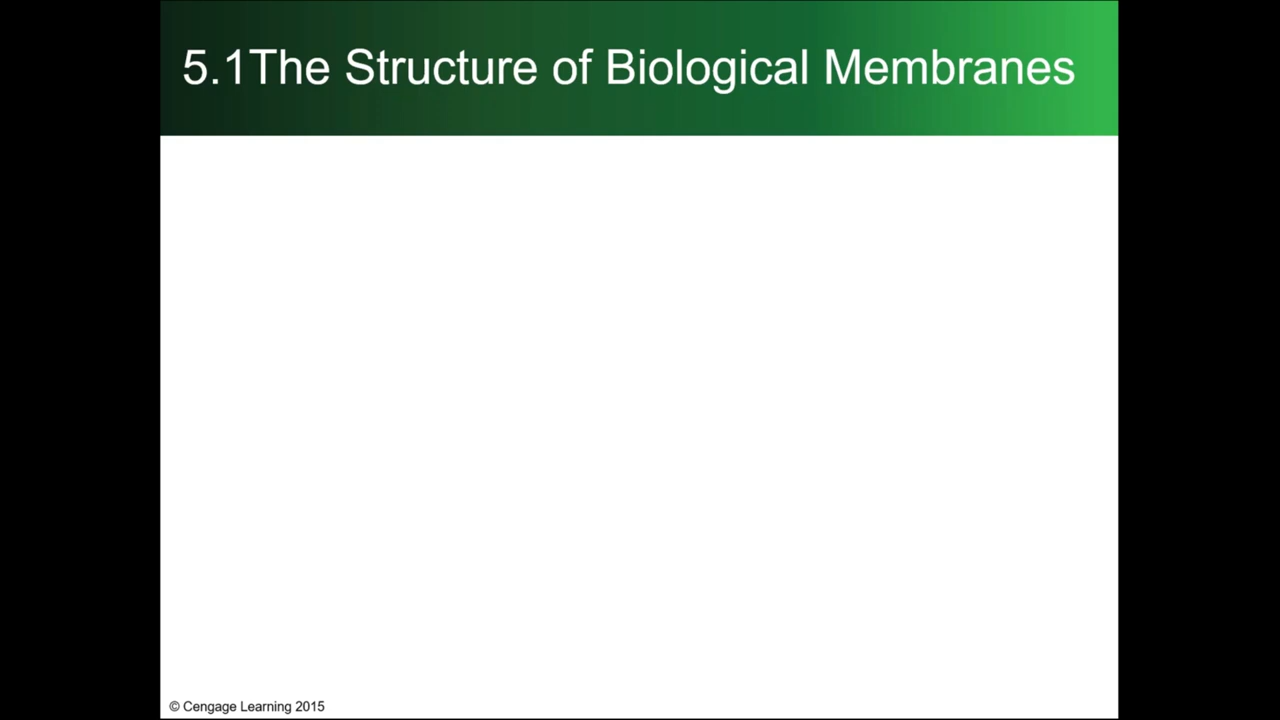 5.1The Structure of Biological Membranes
© Cengage Learning 2015